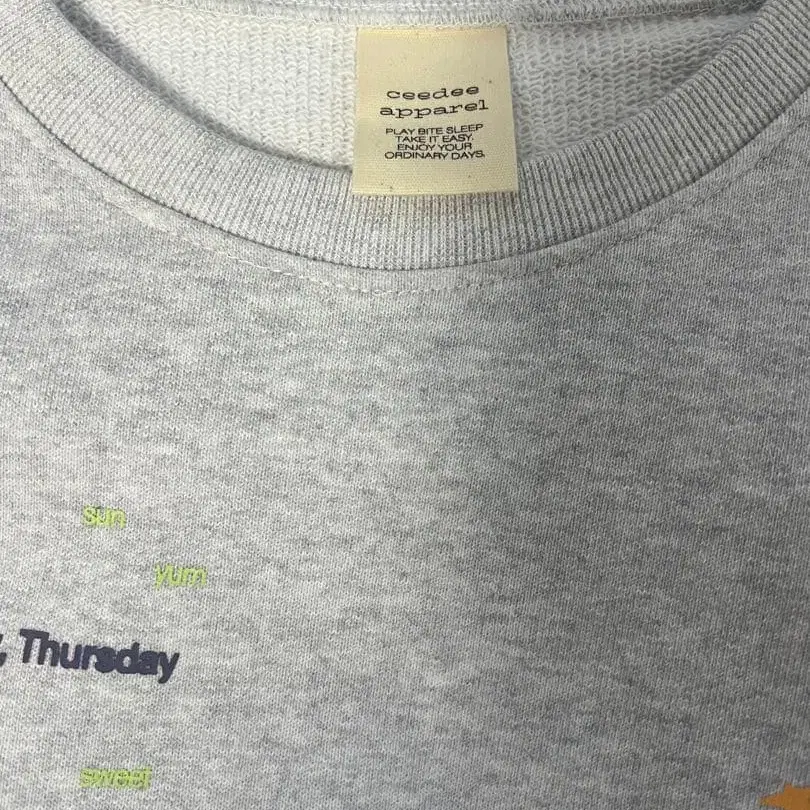 ceedee
apparel
PLAY BITE SLEEP
TAKE IT EASY.
ENJOY YOUR
ORDINARY DAYS.
sun
yum
, Thursday
sweet